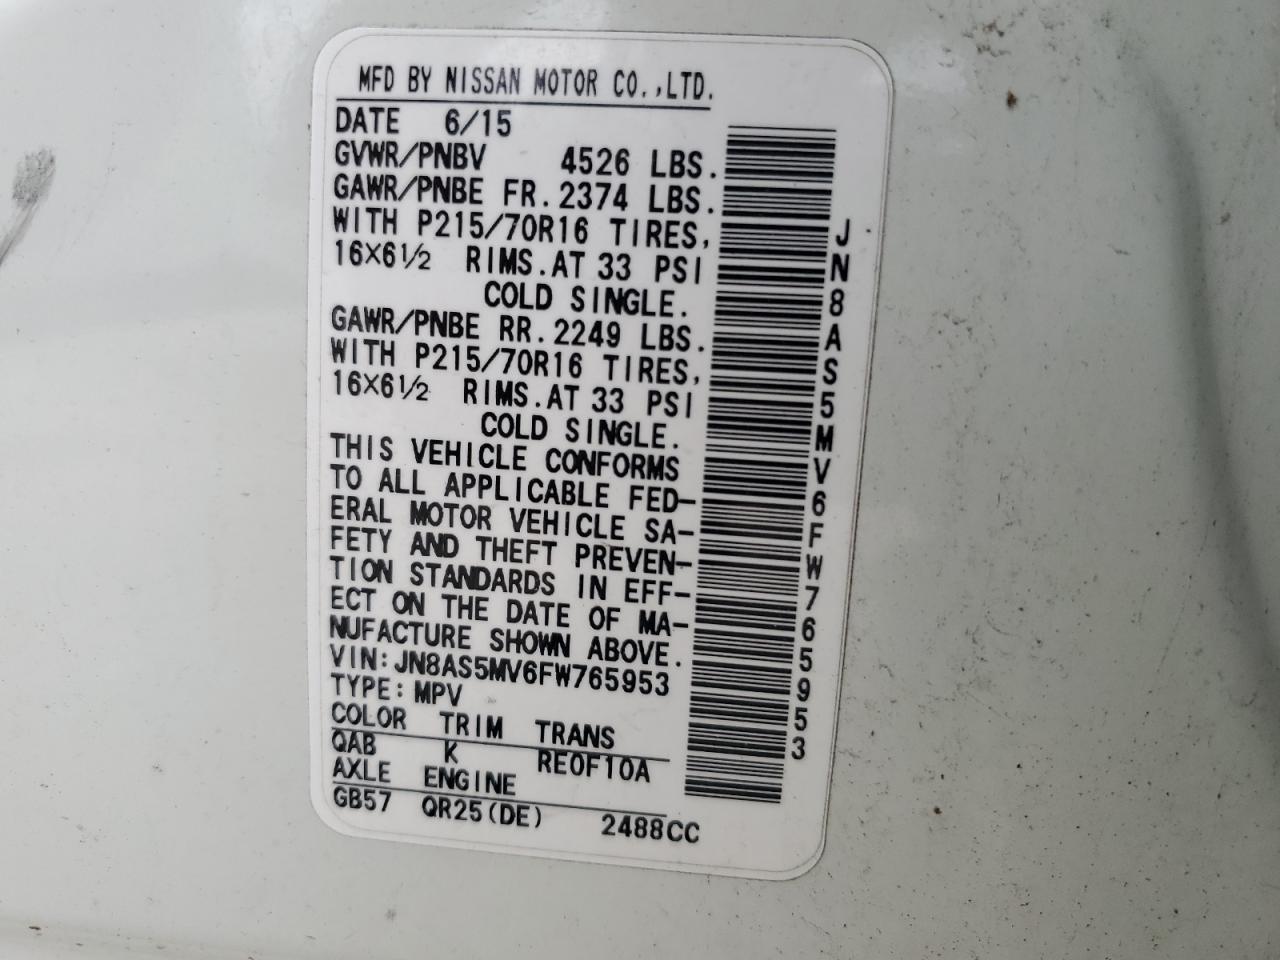 MFD BY NISSAN MOTOR CO.,LTD.
DATE 6/15
GVWR/PNBV 4526 LBS.
GAWR/PNBE FR.2374 LBS.
WITH P215/70R16 TIRES,
16×6½ RIMS.AT 33 PSI
COLD SINGLE.
GAWR/PNBE RR.2249 LBS.
WITH P215/70R16 TIRES,
16×6½ RIMS.AT 33 PSI
COLD SINGLE.
THIS VEHICLE CONFORMS
TO ALL APPLICABLE FED-
ERAL MOTOR VEHICLE SA-
FETY AND THEFT PREVEN-
TION STANDARDS IN EFF-
ECT ON THE DATE OF MA-
NUFACTURE SHOWN ABOVE.
VIN:JN8AS5MV6FW765953
TYPE:MPV
COLOR TRIM TRANS
QAB K RE0F10A
AXLE ENGINE
GB57 QR25(DE) 2488CC
JN8AS5MV6FW765953